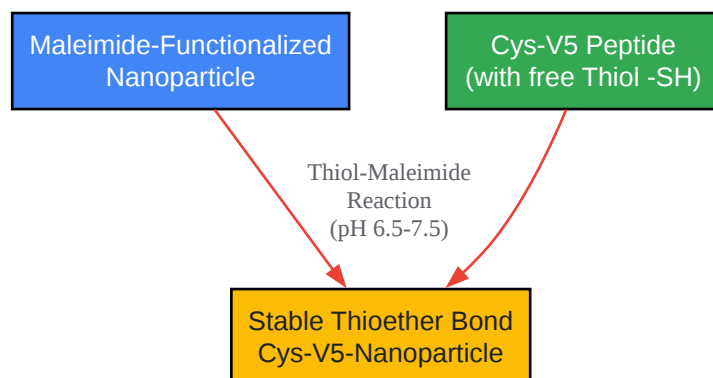 Maleimide-Functionalized
Nanoparticle
Cys-V5 Peptide
(with free Thiol -SH)
Thiol-Maleimide
Reaction
(pH 6.5-7.5)
Stable Thioether Bond
Cys-V5-Nanoparticle